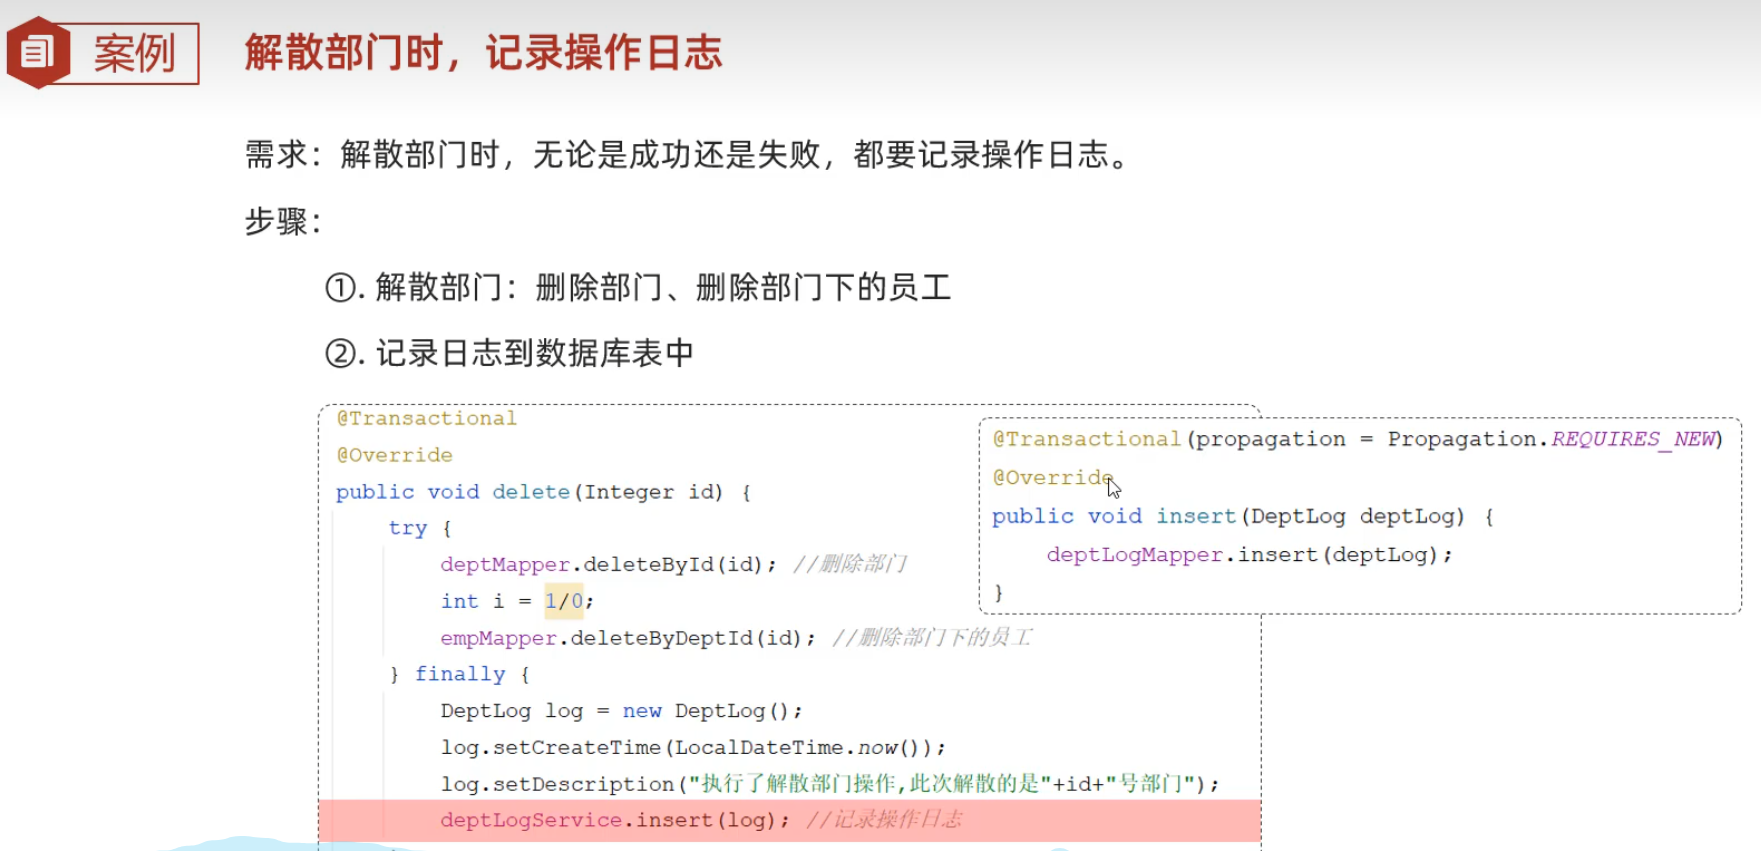 案例
解散部门时，记录操作日志
需求：解散部门时，无论是成功还是失败，都要记录操作日志。
步骤：
①. 解散部门：删除部门、删除部门下的员工
②. 记录日志到数据库表中
@Transactional
@Override
public void delete(Integer id) {
try {
deptMapper.deleteById(id); //删除部门
int i = 1/0;
empMapper.deleteByDeptId(id); //删除部门下的员工
} finally {
DeptLog log = new DeptLog();
log.setCreateTime(LocalDateTime.now());
log.setDescription("执行了解散部门操作,此次解散的是"+id+"号部门");
deptLogService.insert(log); //记录操作日志
@Transactional(propagation = Propagation.REQUIRES_NEW)
@Override
public void insert(DeptLog deptLog) {
deptLogMapper.insert(deptLog);
}